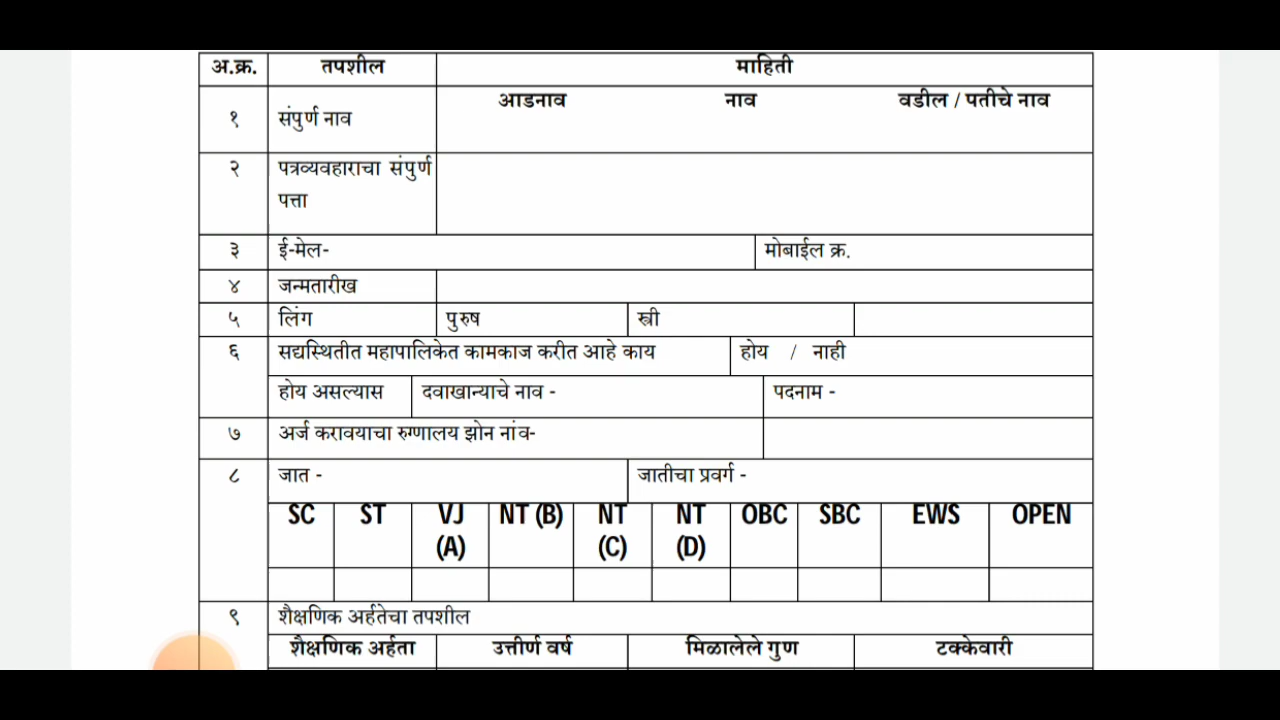 अ.क्र. तपशील माहिती
आडनाव नाव वडील / पतीचे नाव
१ संपुर्ण नाव
२ पत्रव्यवहाराचा संपुर्ण
पत्ता
३ ई-मेल- मोबाईल क्र.
४ जन्मतारीख
५ लिंग पुरुष स्त्री
६ सद्यस्थितीत महापालिकेत कामकाज करीत आहे काय होय / नाही
होय असल्यास दवाखान्याचे नाव - पदनाम -
७ अर्ज करावयाचा रुग्णालय झोन नांव-
८ जात - जातीचा प्रवर्ग -
SC ST VJ NT (B) NT NT OBC SBC EWS OPEN
(A) (C) (D)
९ शैक्षणिक अर्हतेचा तपशील
शैक्षणिक अर्हता उत्तीर्ण वर्ष मिळालेले गुण टक्केवारी